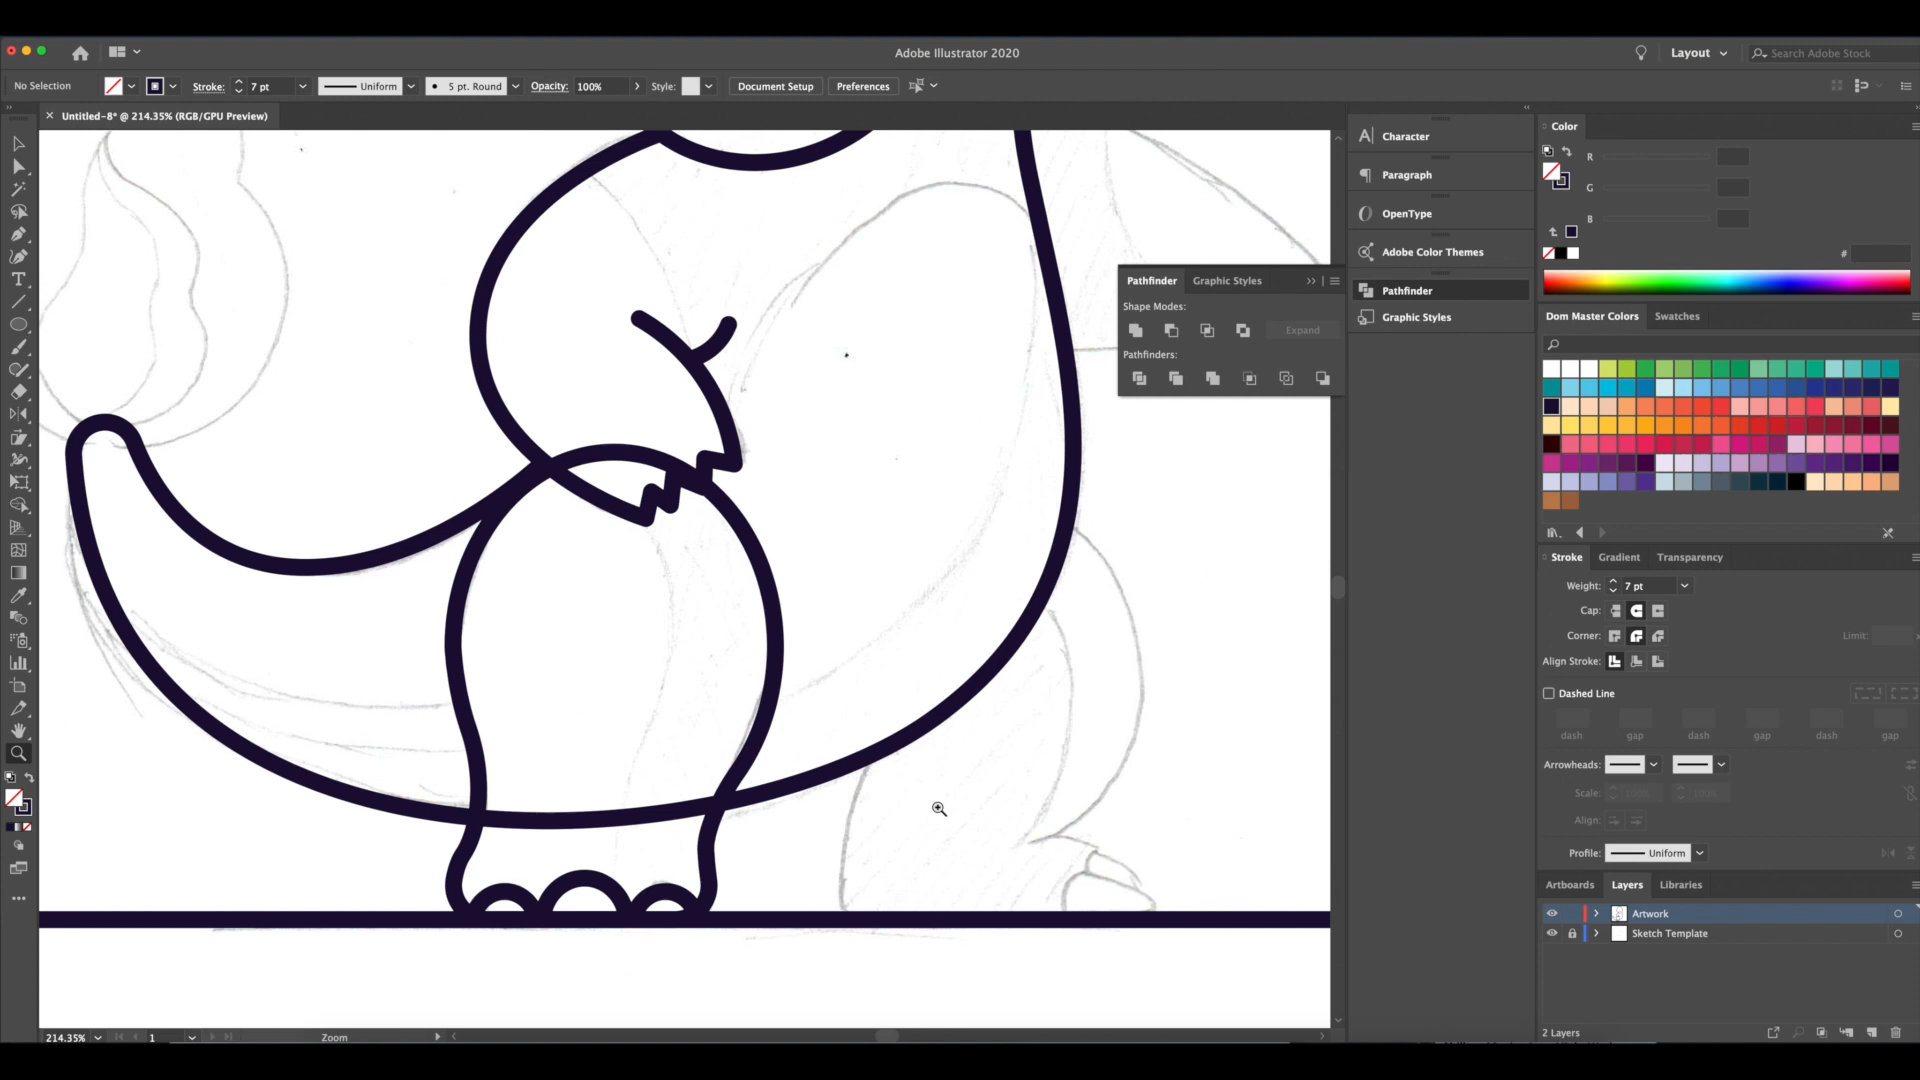 Adobe Illustrator 2020
Layout
Search Adobe Stock
No Selection
Stroke:
7 pt
Uniform
5 pt. Round
Opacity:
100%
Style:
Document Setup
Preferences
Untitled-8* @ 214.35% (RGB/GPU Preview)
Character
Paragraph
OpenType
Adobe Color Themes
Pathfinder
Graphic Styles
Pathfinder
Graphic Styles
Shape Modes:
Expand
Pathfinders:
Color
R
G
B
#
Dom Master Colors
Swatches
Stroke
Gradient
Transparency
Weight:
7 pt
Cap:
Corner:
Limit:
Align Stroke:
Dashed Line
dash gap dash gap dash gap
Arrowheads:
Scale:
100%
100%
Align:
Profile:
Uniform
Artboards
Layers
Libraries
Artwork
Sketch Template
2 Layers
214.35%
1
Zoom